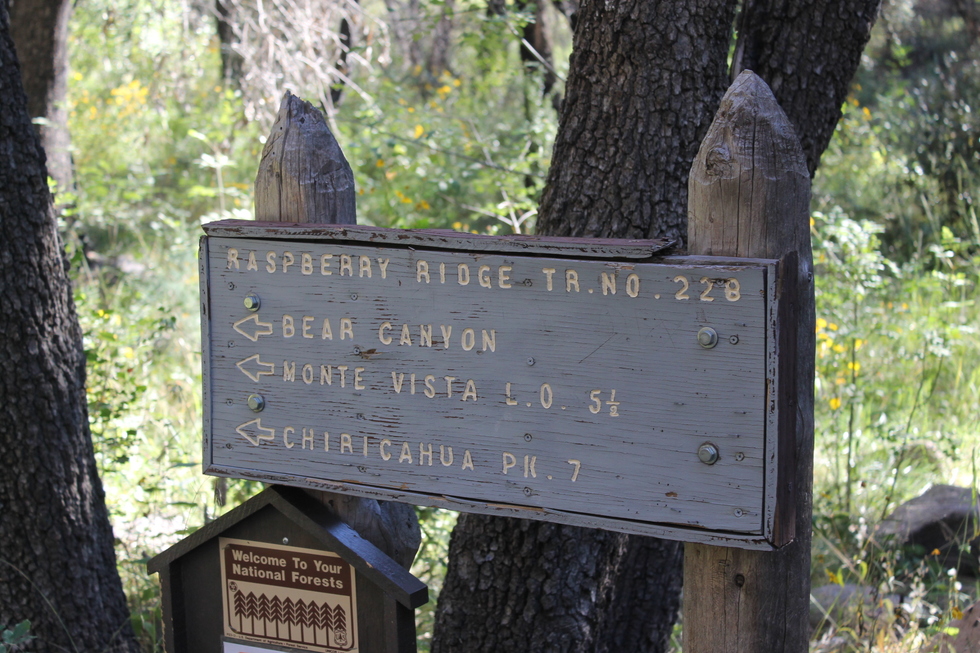 RASPBERRY RIDGE TR.NO.228
BEAR CANYON
MONTE VISTA L.O. 5½
CHIRICAHUA PK. 7
Welcome To Your
National Forests